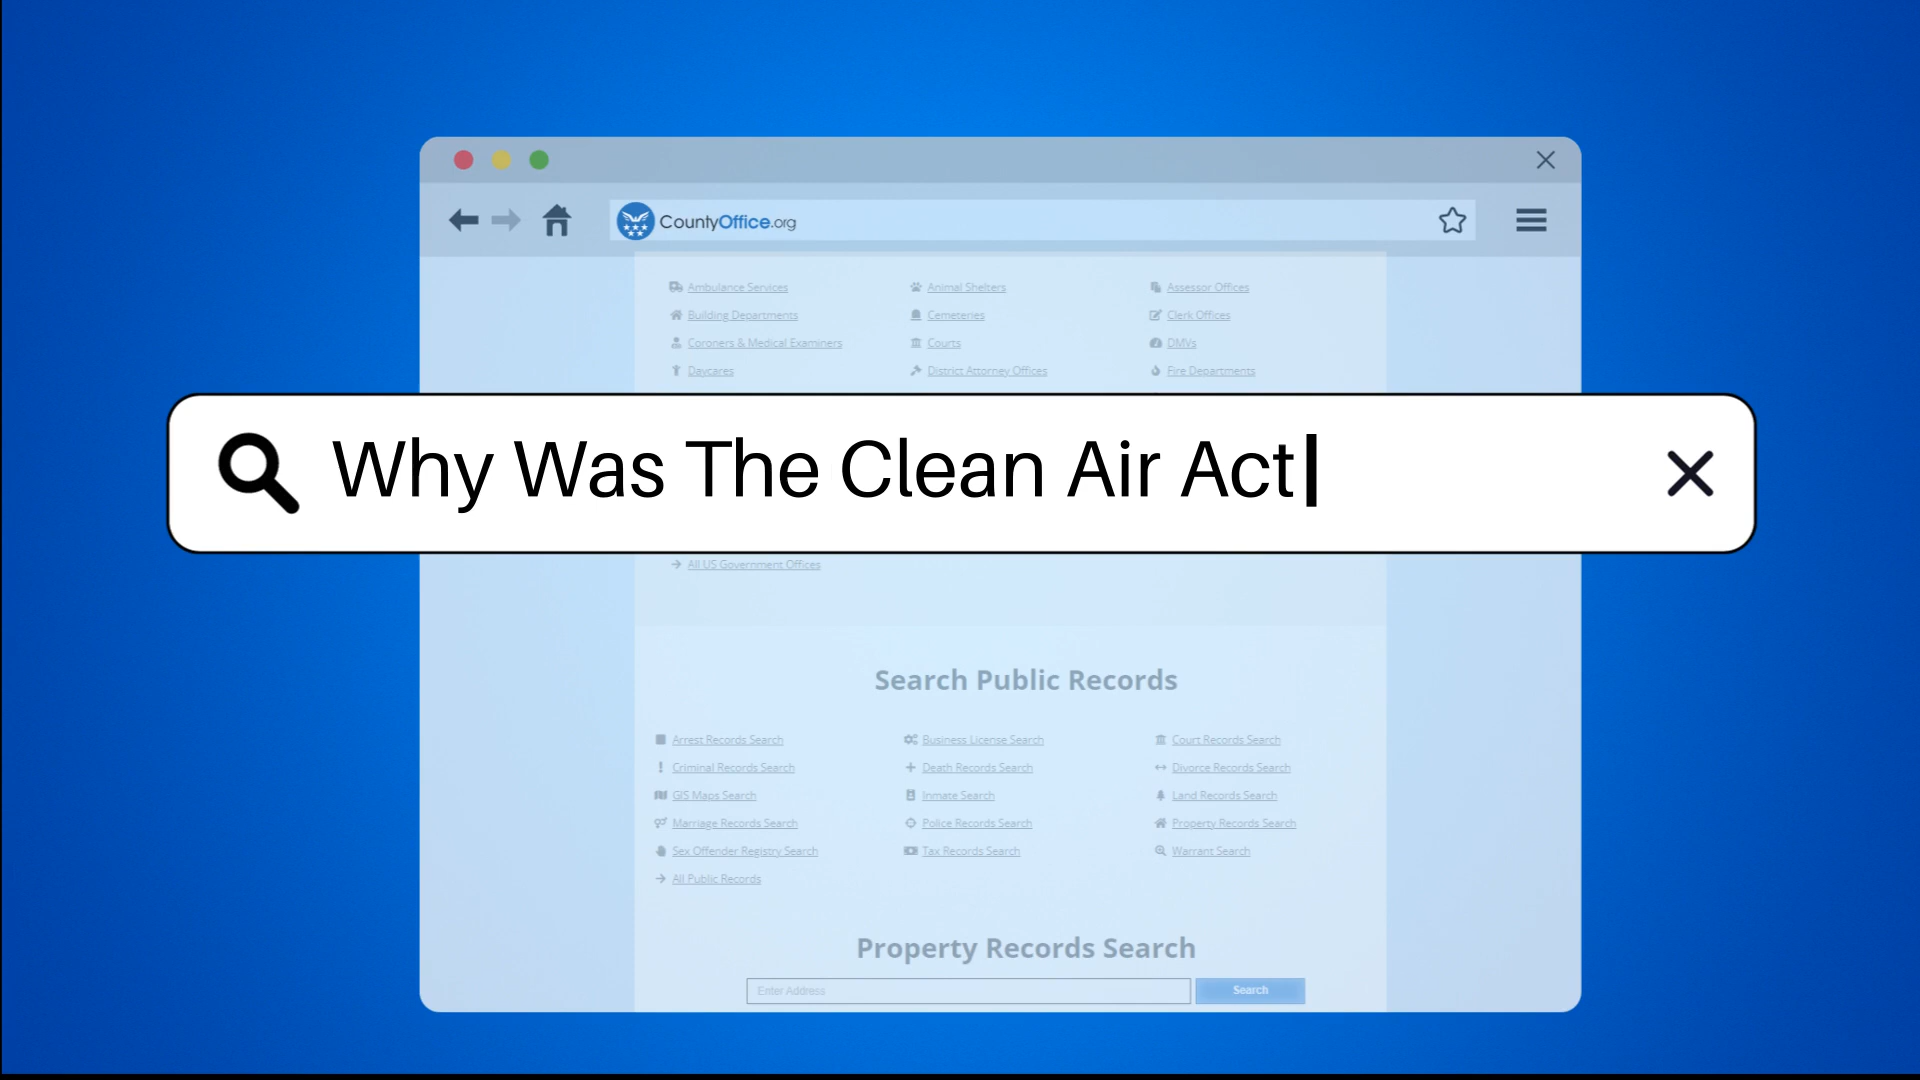 CountyOffice.org
Ambulance Services Animal Shelters Assessor Offices
Building Departments Cemeteries Clerk Offices
Coroners & Medical Examiners Courts DMVs
Daycares District Attorney Offices Fire Departments
Why Was The Clean Air Act
All US Government Offices
Search Public Records
Arrest Records Search Business License Search Court Records Search
Criminal Records Search Death Records Search Divorce Records Search
GIS Maps Search Inmate Search Land Records Search
Marriage Records Search Police Records Search Property Records Search
Sex Offender Registry Search Tax Records Search Warrant Search
All Public Records
Property Records Search
Enter Address Search